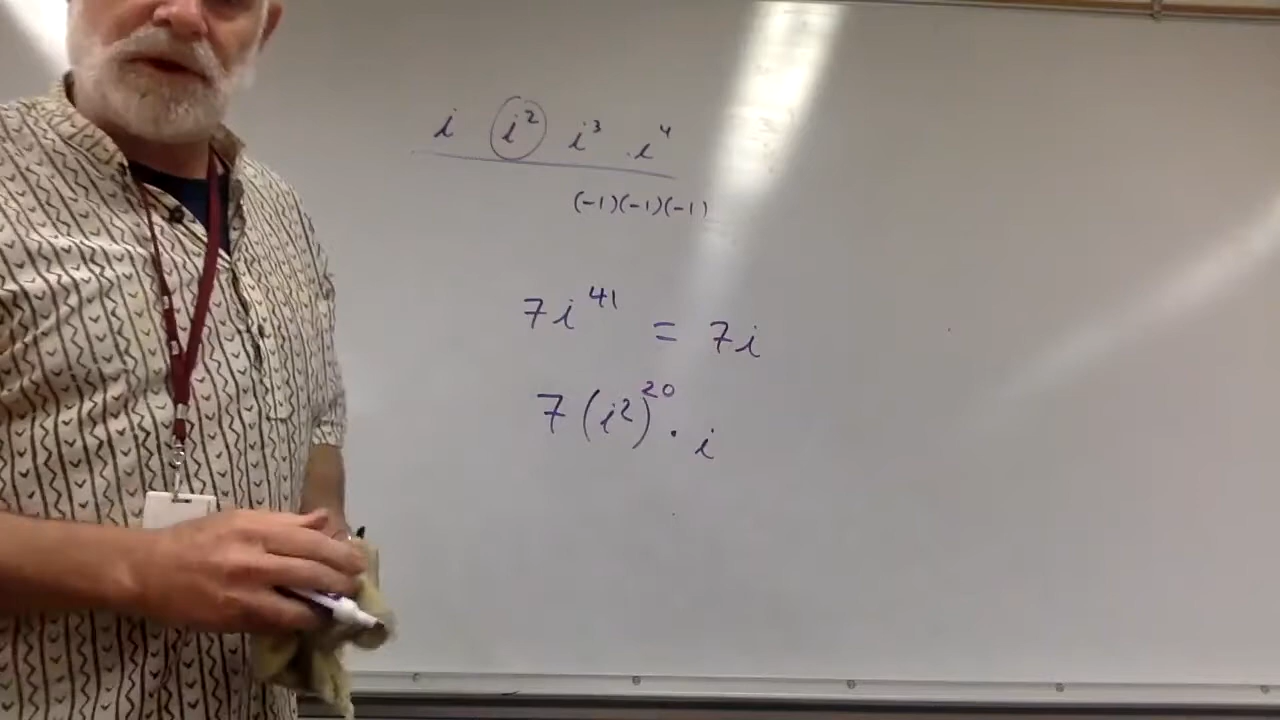 i i² i³ i⁴
(-1)(-1)(-1)
7i⁴¹ = 7i
7(i²)²⁰ · i